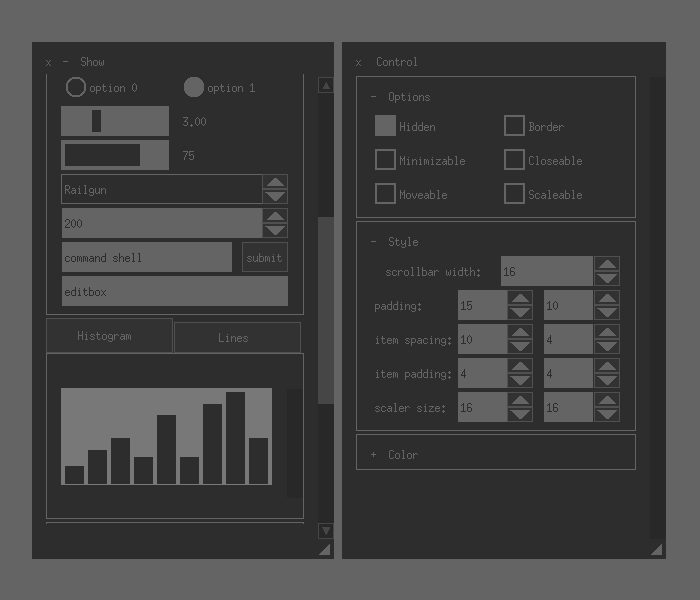 x - Show
option 0 option 1
3.00
75
Railgun
200
command shell submit
editbox
Histogram Lines
x Control
- Options
Hidden Border
Minimizable Closeable
Moveable Scaleable
- Style
scrollbar width: 16
padding: 15 10
item spacing: 10 4
item padding: 4 4
scaler size: 16 16
+ Color